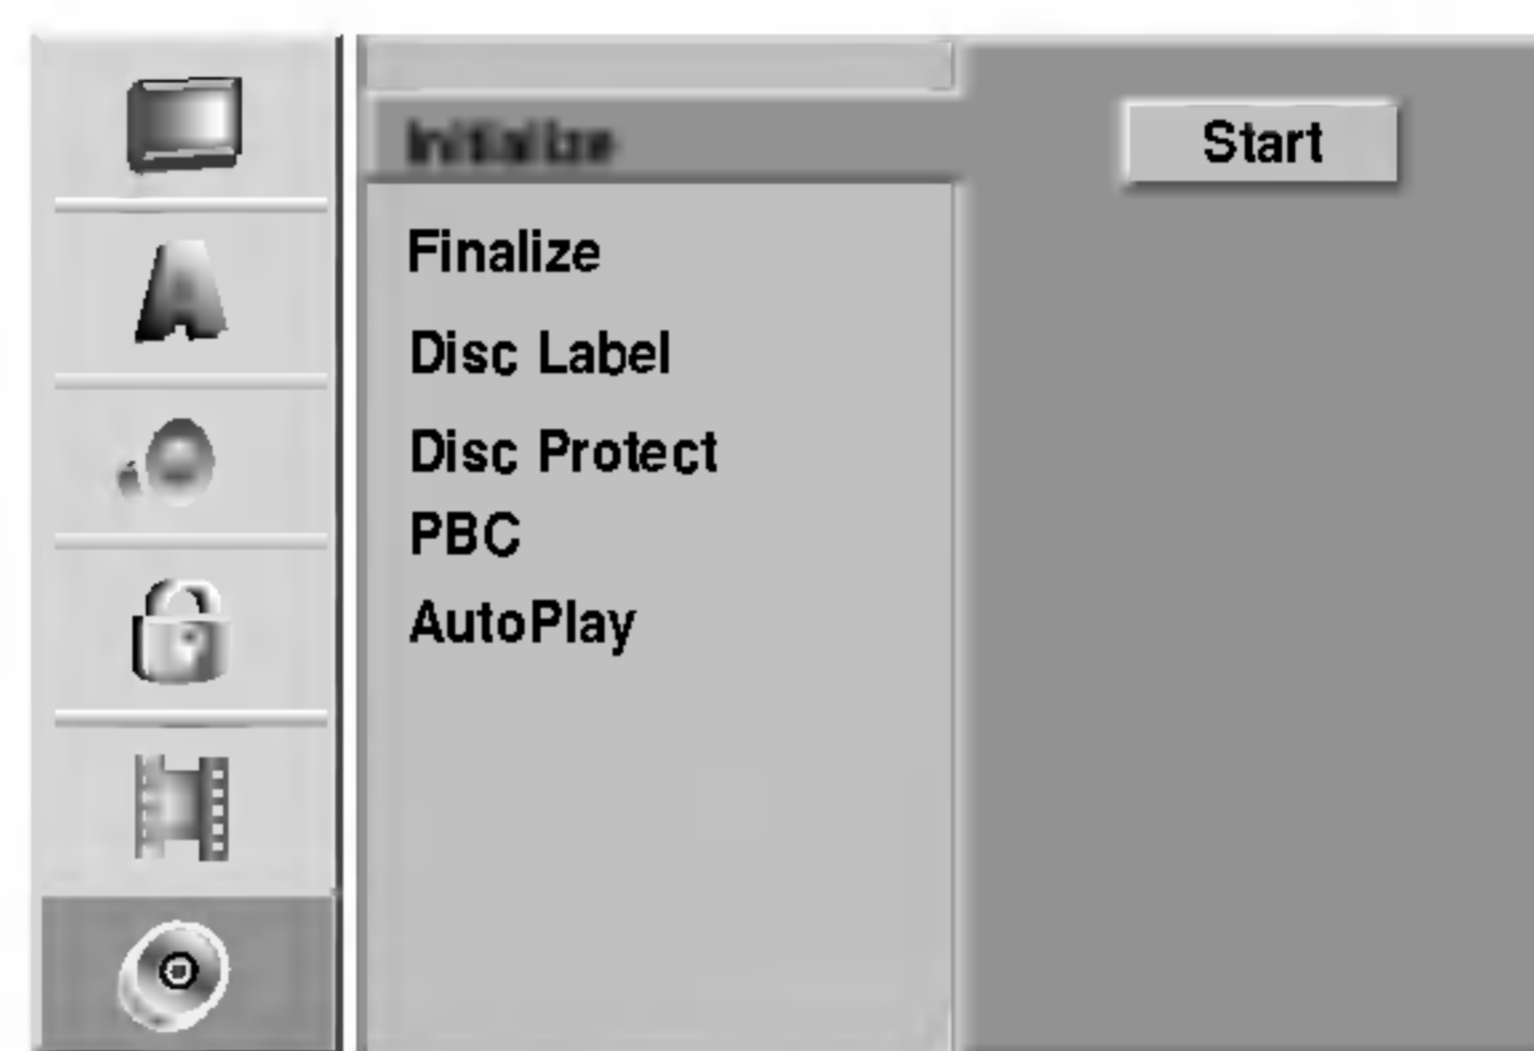 Initialize
Start
Finalize
Disc Label
Disc Protect
PBC
AutoPlay